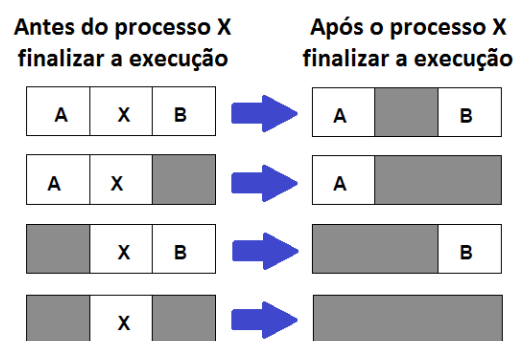 Antes do processo X
finalizar a execução
Após o processo X
finalizar a execução
A X B
A B
A X
A
X B
B
X